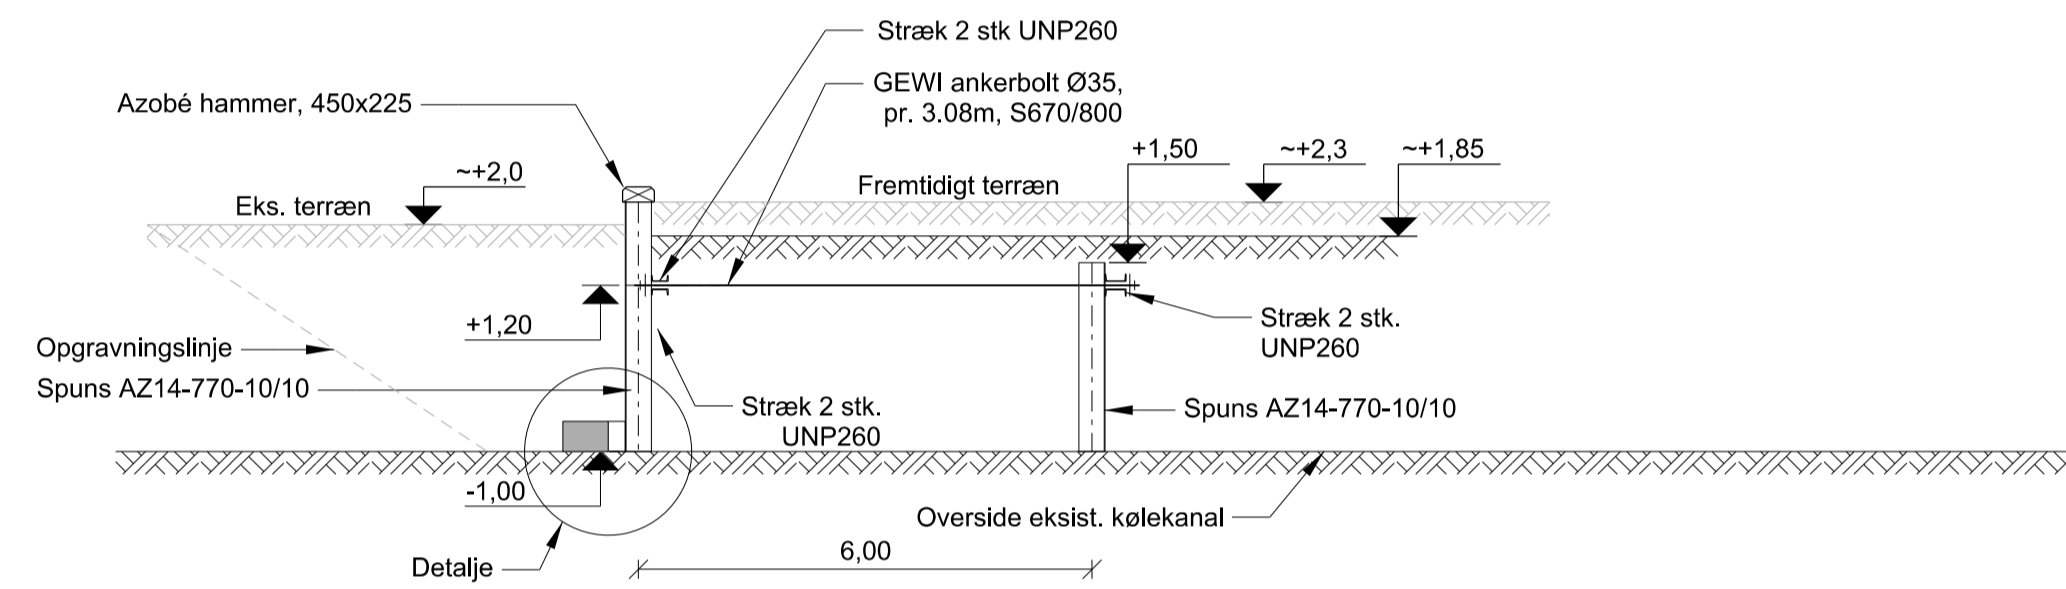 Stræk 2 stk UNP260
GEWI ankerbolt Ø35,
pr. 3.08m, S670/800
Azobé hammer, 450x225
+1,50
~+2,3
~+1,85
~+2,0
Fremtidigt terræn
Eks. terræn
+1,20
Stræk 2 stk.
UNP260
Opgravningslinje
Spuns AZ14-770-10/10
Stræk 2 stk.
UNP260
Spuns AZ14-770-10/10
-1,00
Overside eksist. kølekanal
6,00
Detalje